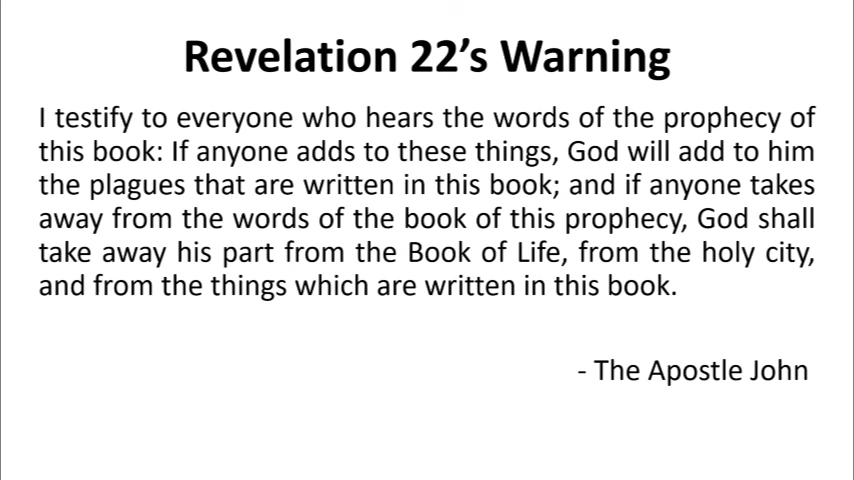 Revelation 22’s Warning
I testify to everyone who hears the words of the prophecy of
this book: If anyone adds to these things, God will add to him
the plagues that are written in this book; and if anyone takes
away from the words of the book of this prophecy, God shall
take away his part from the Book of Life, from the holy city,
and from the things which are written in this book.
- The Apostle John